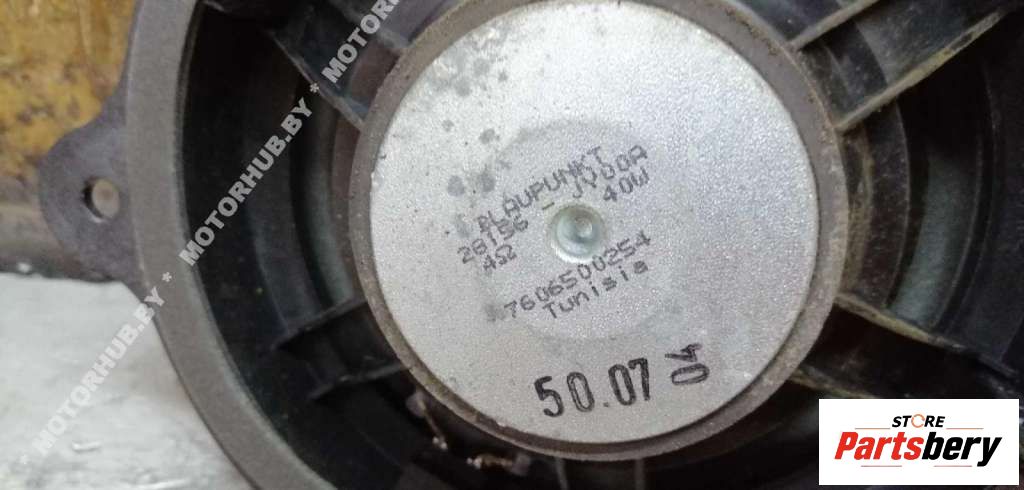 BLAUPUNKT
28156 - JY00A
4Ω 40W
7606500254
Tunisia
50.07 04
* MOTORHUB.BY * MOTORHUB.BY * MOTORHUB.BY *
STORE
Partsbery